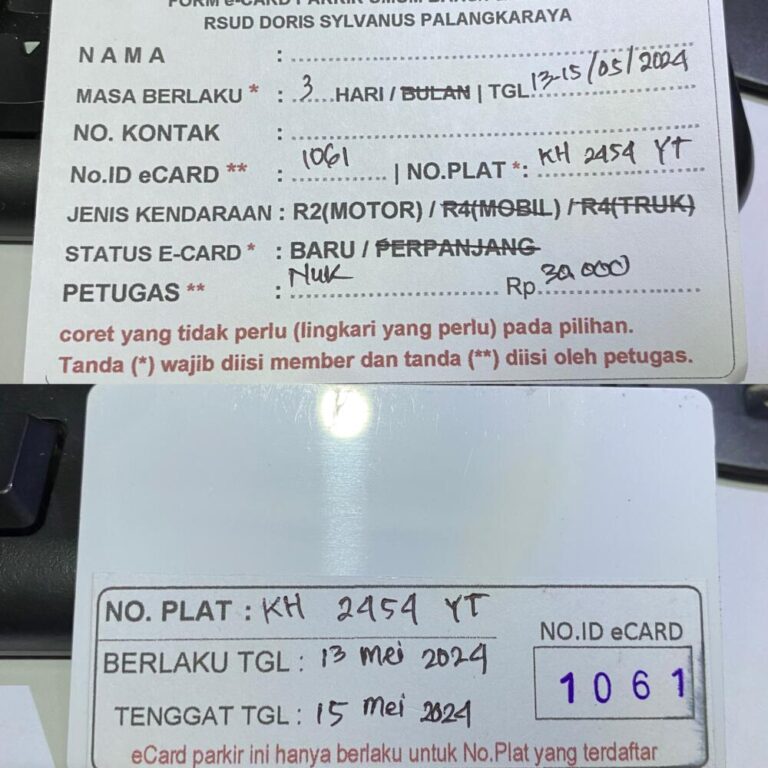 RSUD DORIS SYLVANUS PALANGKARAYA
NAMA :
MASA BERLAKU * : 3 HARI / BULAN | TGL 13-15/05/2024
NO. KONTAK :
No.ID eCARD ** : 1061 | NO.PLAT *: KH 2454 YT
JENIS KENDARAAN : R2(MOTOR) / R4(MOBIL) / R4(TRUK)
STATUS E-CARD * : BARU / PERPANJANG
PETUGAS ** : NUK Rp. 30.000
coret yang tidak perlu (lingkari yang perlu) pada pilihan.
Tanda (*) wajib diisi member dan tanda (**) diisi oleh petugas.
NO. PLAT : KH 2454 YT
NO.ID eCARD
BERLAKU TGL : 13 Mei 2024
1061
TENGGAT TGL : 15 Mei 2024
eCard parkir ini hanya berlaku untuk No.Plat yang terdaftar